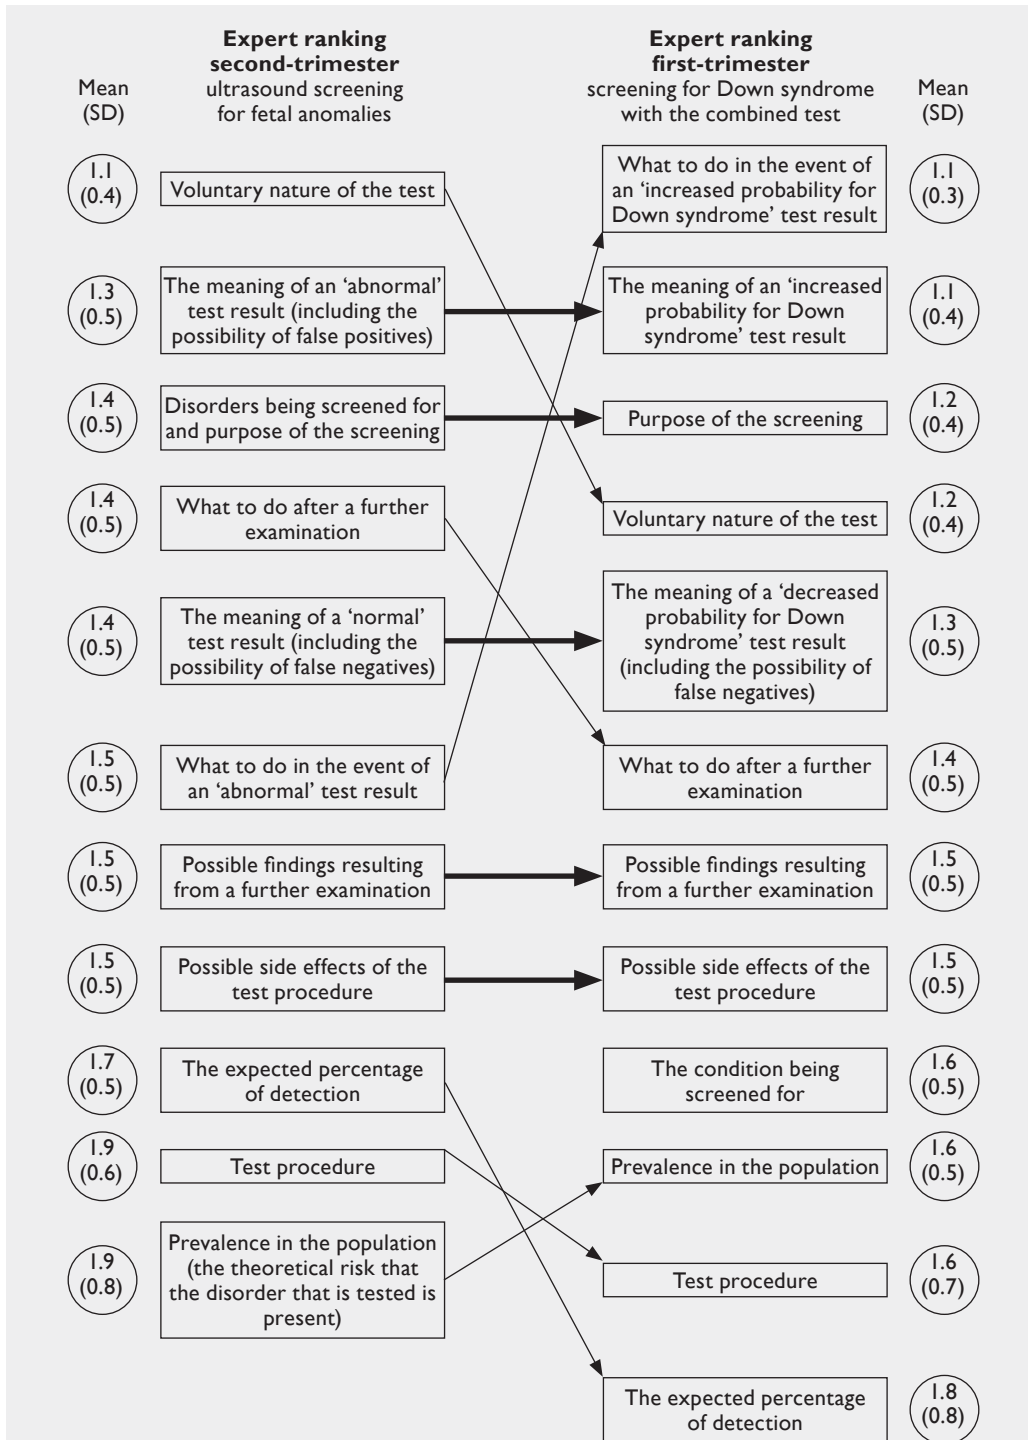 Expert ranking
second-trimester
ultrasound screening
for fetal anomalies
Mean
(SD)
Expert ranking
first-trimester
screening for Down syndrome
with the combined test
Mean
(SD)
1.1
(0.4)
Voluntary nature of the test
What to do in the event of
an ‘increased probability for
Down syndrome’ test result
1.1
(0.3)
1.3
(0.5)
The meaning of an ‘abnormal’
test result (including the
possibility of false positives)
The meaning of an ‘increased
probability for Down
syndrome’ test result
1.1
(0.4)
1.4
(0.5)
Disorders being screened for
and purpose of the screening
Purpose of the screening
1.2
(0.4)
1.4
(0.5)
What to do after a further
examination
Voluntary nature of the test
1.2
(0.4)
1.4
(0.5)
The meaning of a ‘normal’
test result (including the
possibility of false negatives)
The meaning of a ‘decreased
probability for Down
syndrome’ test result
(including the possibility of
false negatives)
1.3
(0.5)
1.5
(0.5)
What to do in the event of
an ‘abnormal’ test result
What to do after a further
examination
1.4
(0.5)
1.5
(0.5)
Possible findings resulting
from a further examination
Possible findings resulting
from a further examination
1.5
(0.5)
1.5
(0.5)
Possible side effects of the
test procedure
Possible side effects of the
test procedure
1.5
(0.5)
1.7
(0.5)
The expected percentage
of detection
The condition being
screened for
1.6
(0.5)
1.9
(0.6)
Test procedure
Prevalence in the population
1.6
(0.5)
1.9
(0.8)
Prevalence in the population
(the theoretical risk that
the disorder that is tested is
present)
Test procedure
1.6
(0.7)
The expected percentage
of detection
1.8
(0.8)